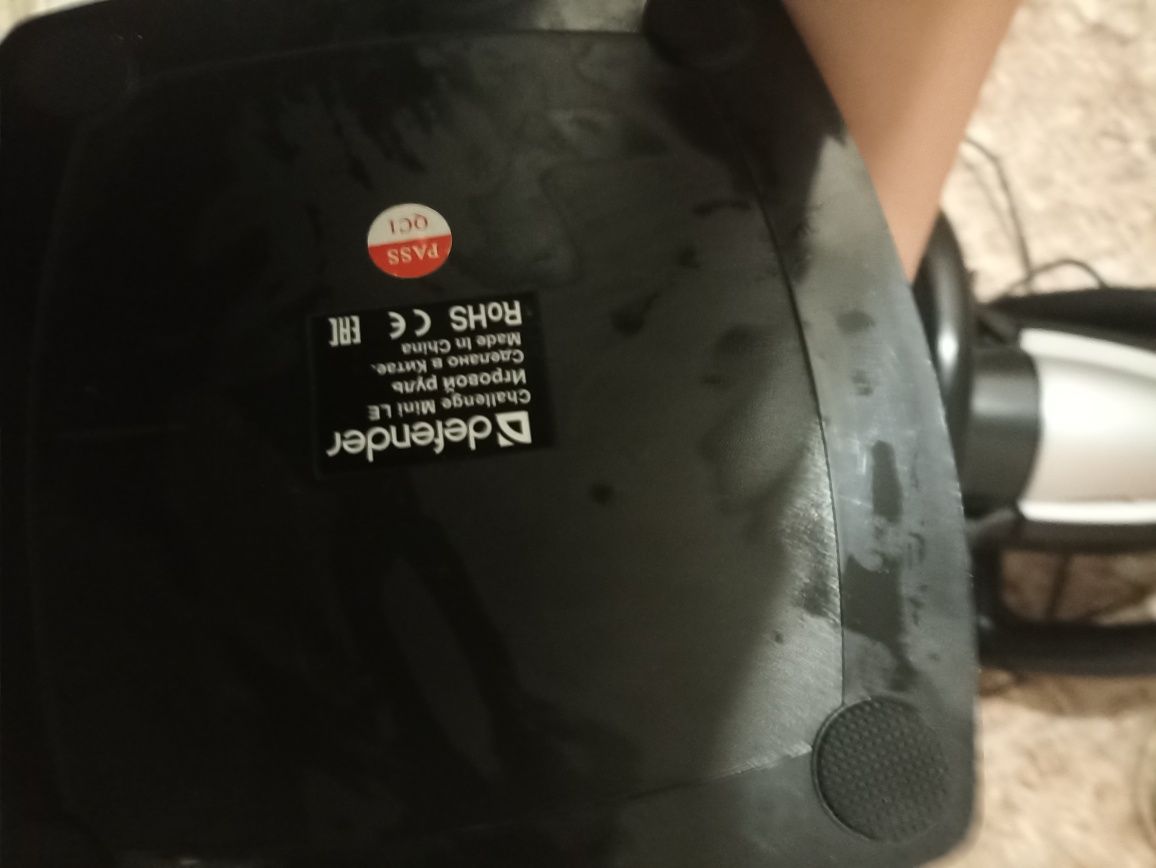 defender
Challenge Mini LE
Игровой руль
Сделано в Китае.
Made In China
RoHS CE EAC
PASS
QC1